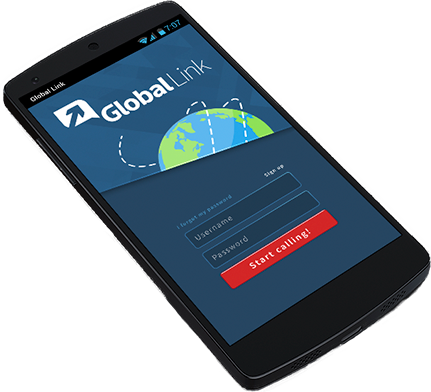 7:07
Global Link
Global Link
Sign up
I forgot my password
Username
Password
Start calling!